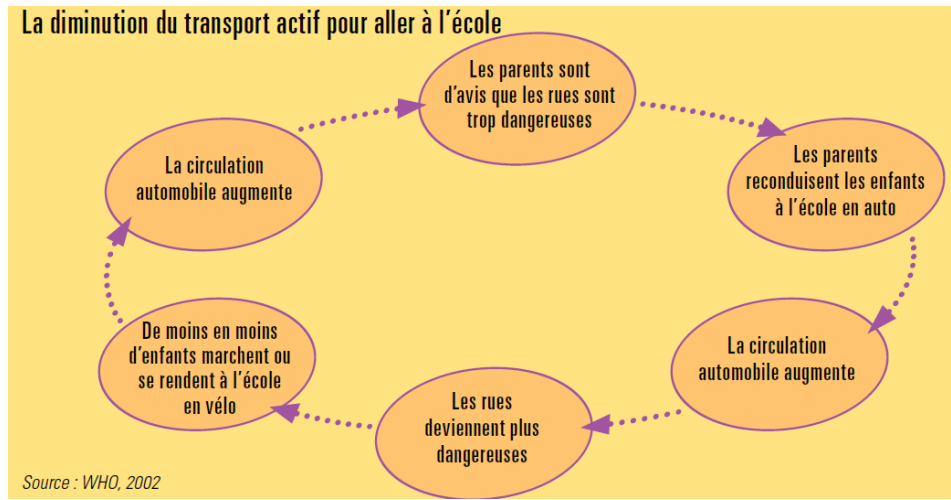 La diminution du transport actif pour aller à l'école
Les parents sont
d'avis que les rues sont
trop dangereuses
Les parents
reconduisent les enfants
à l'école en auto
La circulation
automobile augmente
Les rues
deviennent plus
dangereuses
De moins en moins
d'enfants marchent ou
se rendent à l'école
en vélo
La circulation
automobile augmente
Source : WHO, 2002